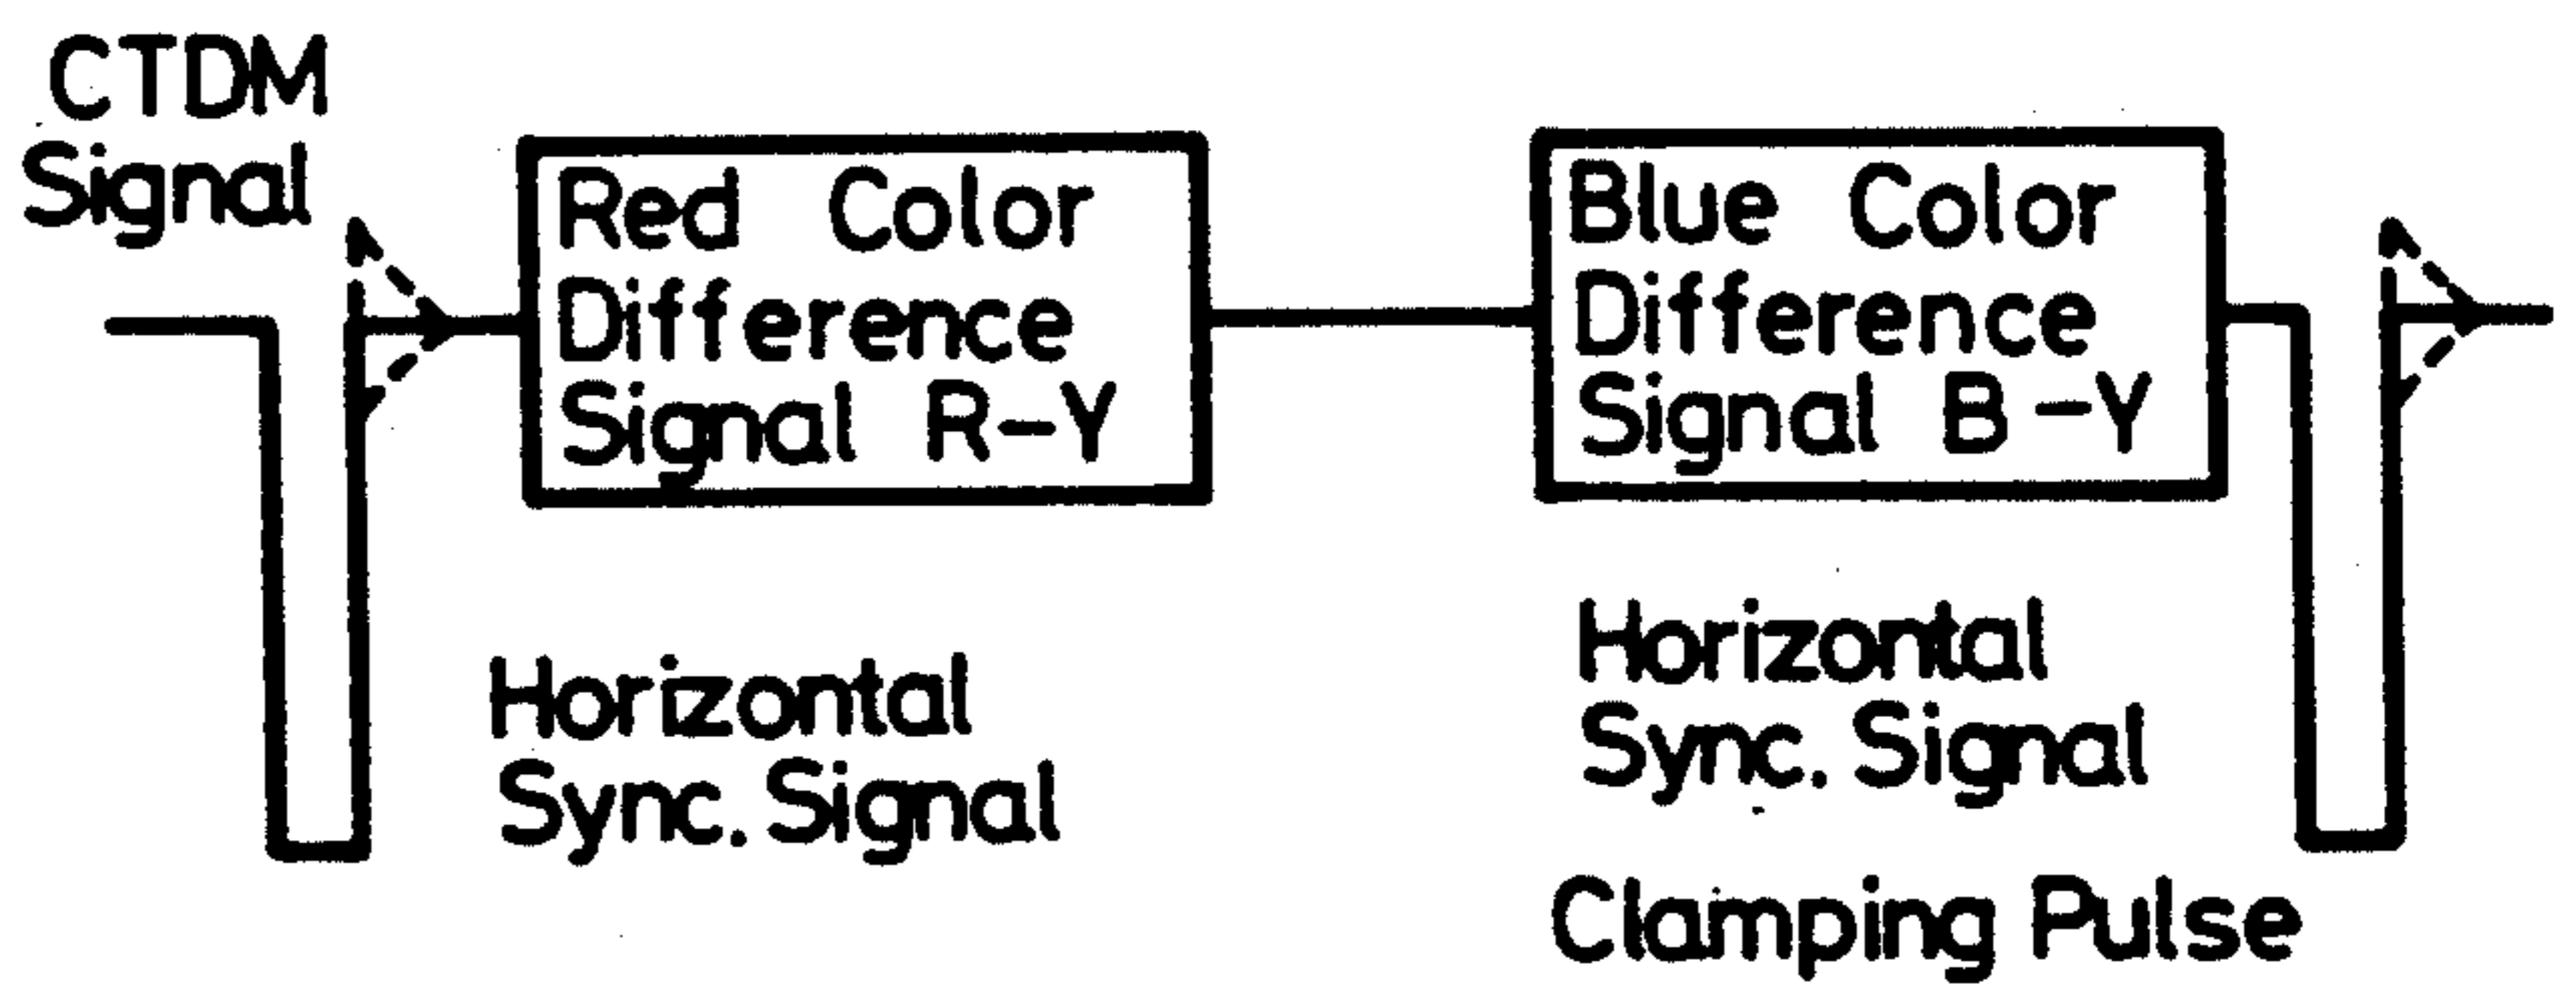 CTDM
Signal
Red Color
Difference
Signal R-Y
Blue Color
Difference
Signal B-Y
Horizontal
Sync. Signal
Horizontal
Sync. Signal
Clamping Pulse